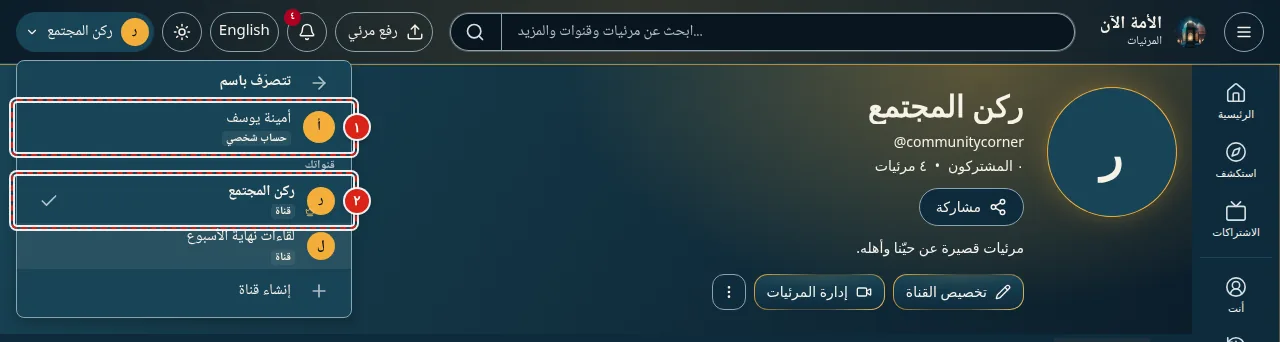 الأمة الآن
المرئيات
ابحث عن مرئيات وقنوات والمزيد...
رفع مرئي
٤
English
ر
ركن المجتمع
الرئيسية
استكشف
الاشتراكات
أنت
ر
ركن المجتمع
@communitycorner
٠ المشتركون • ٤ مرئيات
مشاركة
مرئيات قصيرة عن حيّنا وأهله.
تخصيص القناة
إدارة المرئيات
تتصرّف باسم
١
أ
أمينة يوسف
حساب شخصي
قنواتك
٢
ر
ركن المجتمع
قناة
ل
لقاءات نهاية الأسبوع
قناة
إنشاء قناة